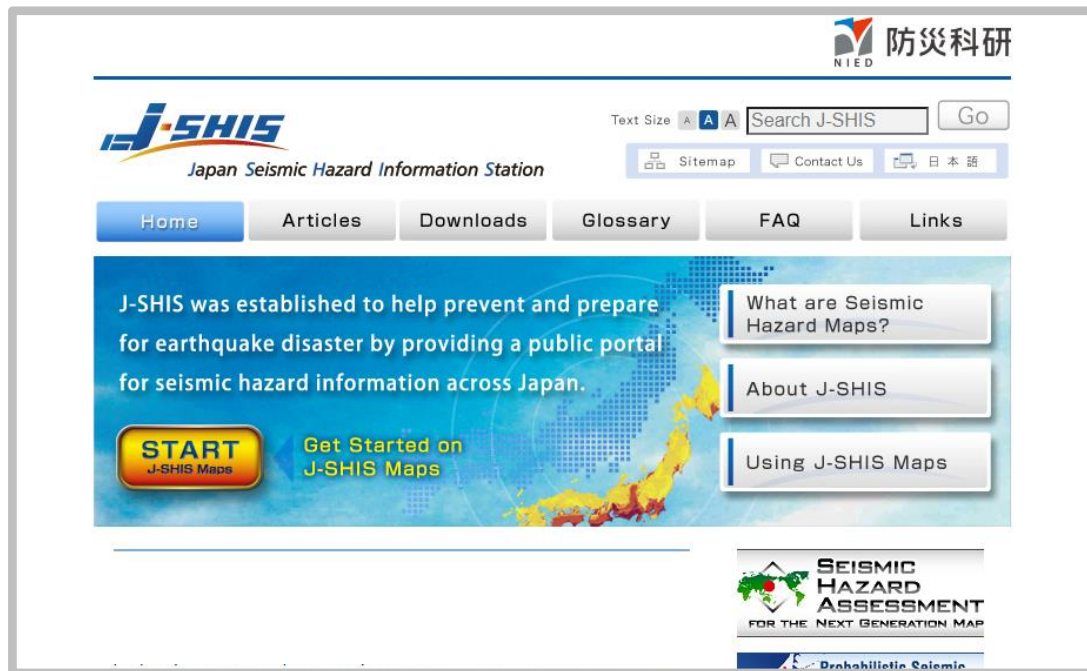 NIED 防災科研
J-SHIS
Japan Seismic Hazard Information Station
Text Size A A A Search J-SHIS Go
Sitemap Contact Us 日本語
Home Articles Downloads Glossary FAQ Links
J-SHIS was established to help prevent and prepare
for earthquake disaster by providing a public portal
for seismic hazard information across Japan.
START
J-SHIS Maps
Get Started on
J-SHIS Maps
What are Seismic
Hazard Maps?
About J-SHIS
Using J-SHIS Maps
SEISMIC
HAZARD
ASSESSMENT
FOR THE NEXT GENERATION MAP
Probabilistic Seismic